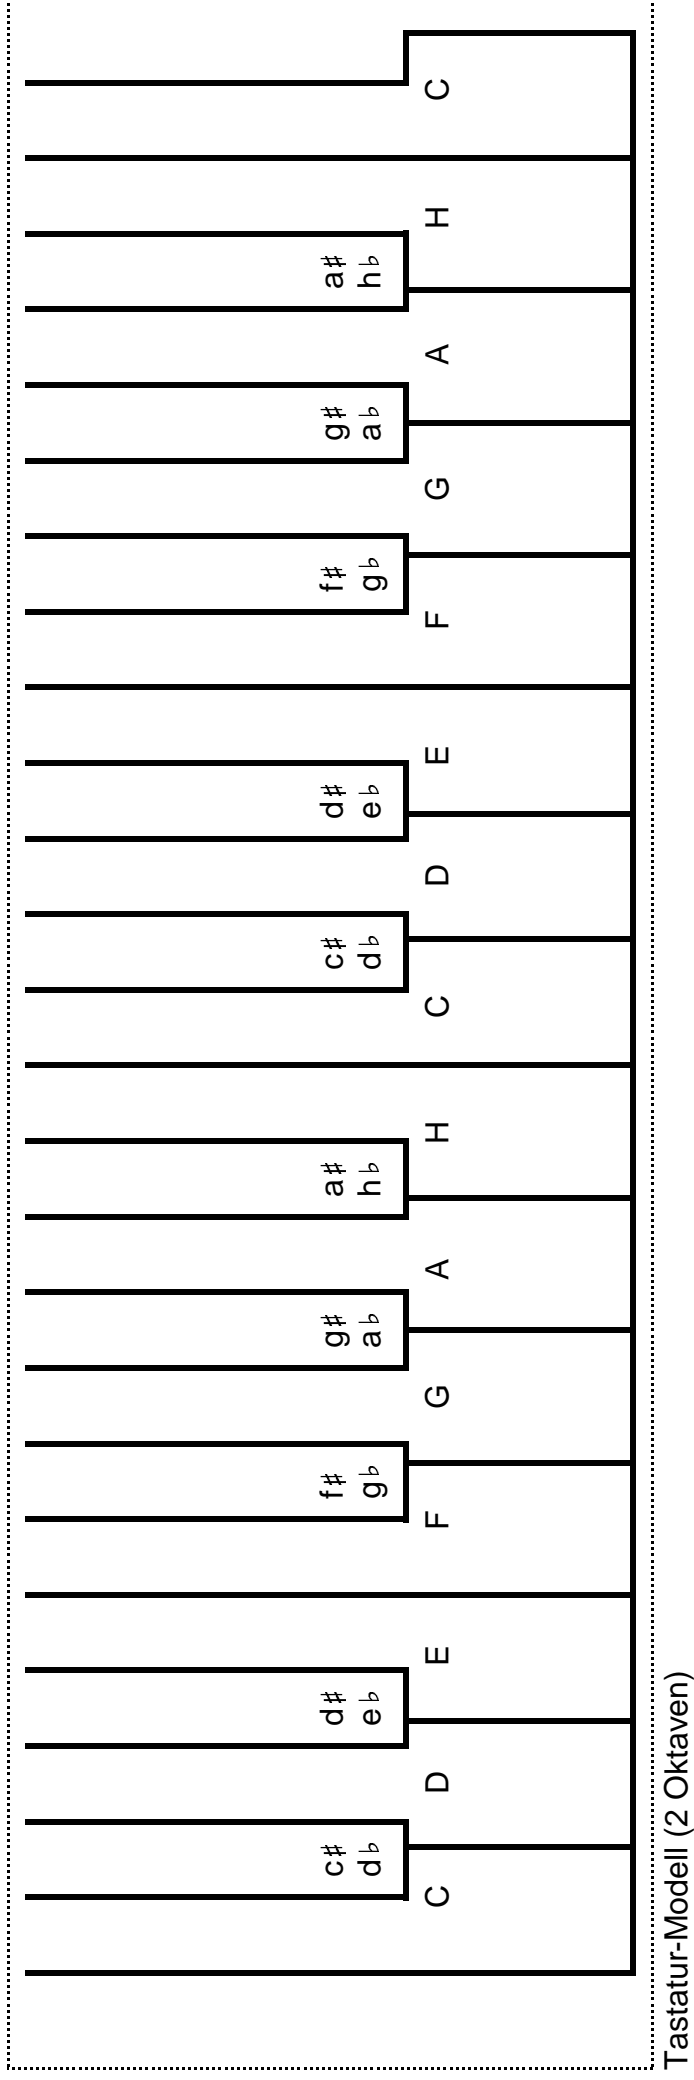 c♯ d♯ f♯ g♯ a♯ c♯ d♯ f♯ g♯ a♯
d♭ e♭ g♭ a♭ h♭ d♭ e♭ g♭ a♭ h♭
C D E F G A H C D E F G A H C
Tastatur-Modell (2 Oktaven)